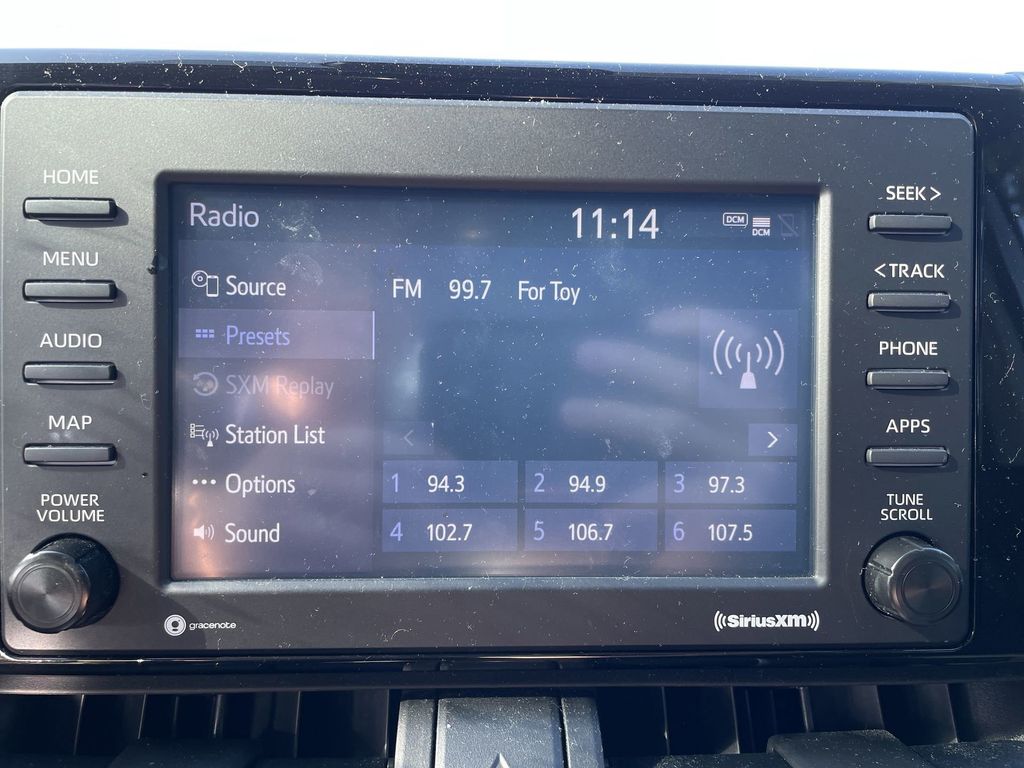 HOME
MENU
AUDIO
MAP
POWER
VOLUME
Radio
11:14
DCM
DCM
Source
Presets
SXM Replay
Station List
Options
Sound
FM 99.7 For Toy
<
>
1 94.3
2 94.9
3 97.3
4 102.7
5 106.7
6 107.5
SEEK >
< TRACK
PHONE
APPS
TUNE
SCROLL
gracenote
((SiriusXM))